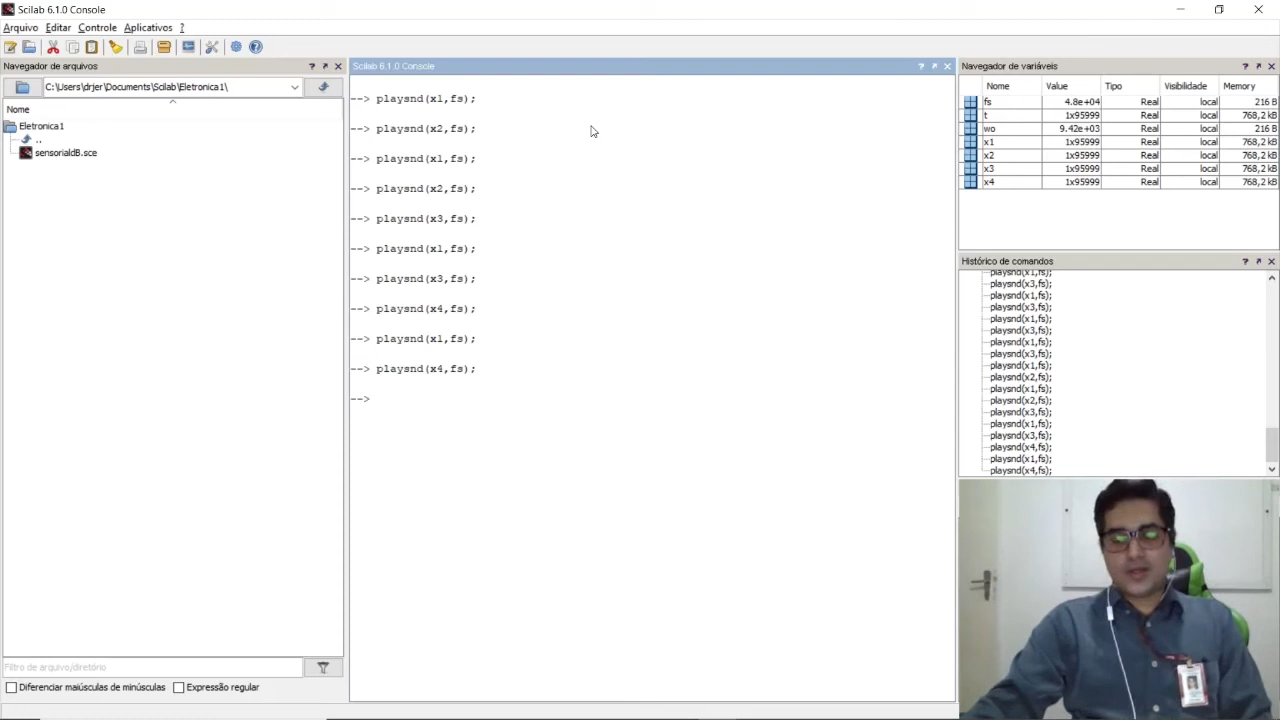 Scilab 6.1.0 Console
Arquivo Editar Controle Aplicativos ?
Navegador de arquivos
C:\Users\drjer\Documents\Scilab\Eletronica1\
Nome
Eletronica1
..
sensorialdB.sce
Filtro de arquivo/diretório
Diferenciar maiúsculas de minúsculas Expressão regular
Scilab 6.1.0 Console
--> playsnd(x1,fs);
--> playsnd(x2,fs);
--> playsnd(x1,fs);
--> playsnd(x2,fs);
--> playsnd(x3,fs);
--> playsnd(x1,fs);
--> playsnd(x3,fs);
--> playsnd(x4,fs);
--> playsnd(x1,fs);
--> playsnd(x4,fs);
-->
Navegador de variáveis
Nome Value Tipo Visibilidade Memory
fs 4.8e+04 Real local 216 B
t 1x95999 Real local 768,2 kB
wo 9.42e+03 Real local 216 B
x1 1x95999 Real local 768,2 kB
x2 1x95999 Real local 768,2 kB
x3 1x95999 Real local 768,2 kB
x4 1x95999 Real local 768,2 kB
Histórico de comandos
playsnd(x1,fs);
playsnd(x3,fs);
playsnd(x1,fs);
playsnd(x3,fs);
playsnd(x1,fs);
playsnd(x3,fs);
playsnd(x1,fs);
playsnd(x3,fs);
playsnd(x1,fs);
playsnd(x2,fs);
playsnd(x1,fs);
playsnd(x2,fs);
playsnd(x3,fs);
playsnd(x1,fs);
playsnd(x3,fs);
playsnd(x4,fs);
playsnd(x1,fs);
playsnd(x4,fs);